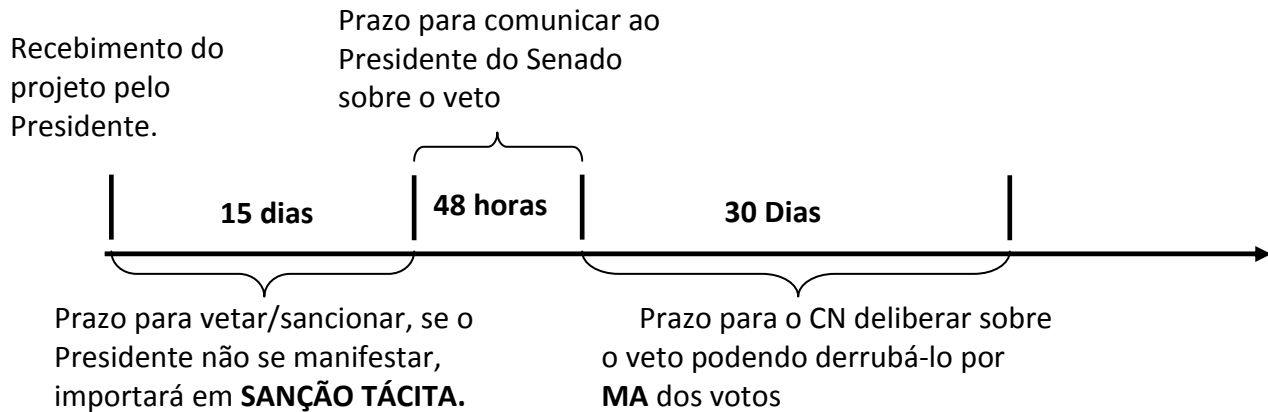 Recebimento do
projeto pelo
Presidente.
Prazo para comunicar ao
Presidente do Senado
sobre o veto
15 dias
48 horas
30 Dias
Prazo para vetar/sancionar, se o
Presidente não se manifestar,
importará em SANÇÃO TÁCITA.
Prazo para o CN deliberar sobre
o veto podendo derrubá-lo por
MA dos votos